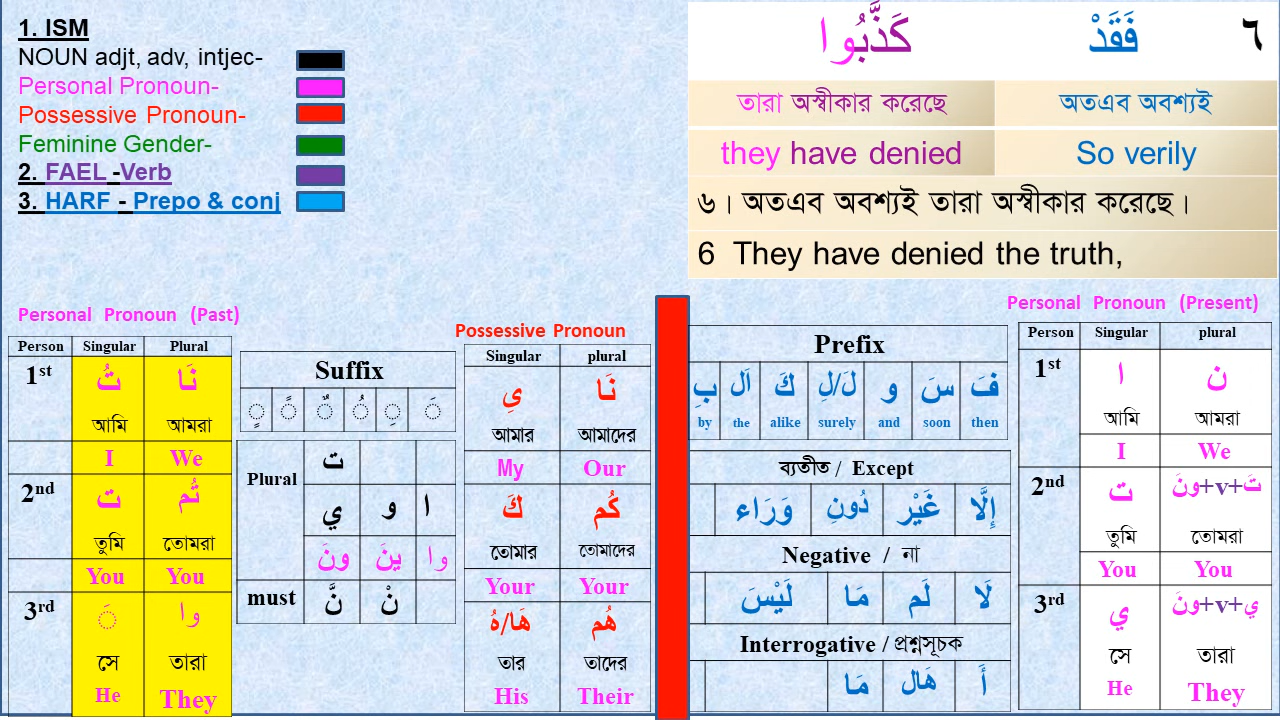 1. ISM
NOUN adjt, adv, intjec-
Personal Pronoun-
Possessive Pronoun-
Feminine Gender-
2. FAEL -Verb
3. HARF - Prepo & conj
فَقَدْ كَذَّبُوا ٦
তারা অস্বীকার করেছে অতএব অবশ্যই
they have denied So verily
৬। অতএব অবশ্যই তারা অস্বীকার করেছে।
6 They have denied the truth,
Personal Pronoun (Past)
Person Singular Plural
1st تُ نَا
আমি আমরা
I We
2nd ت تُم
তুমি তোমরা
You You
3rd َ وا
সে তারা
He They
Suffix
ٍ ً ٌ ُ ِ َ
Plural ت
ي و ا
ونَ ينَ وا
must نَّ نْ
Possessive Pronoun
Singular plural
يِ نَا
আমার আমাদের
My Our
كَ كُم
তোমার তোমাদের
Your Your
هَا/هُ هُم
তার তাদের
His Their
Prefix
بِ اَل كَ لَ/لِ و سَ فَ
by the alike surely and soon then
ব্যতীত / Except
وَرَاء دُونِ غَيْر إِلَّا
Negative / না
لَيْسَ مَا لَم لَا
Interrogative / প্রশ্নসূচক
مَا هَال أَ
Personal Pronoun (Present)
Person Singular plural
1st ا ن
আমি আমরা
I We
2nd ت تَ+v+ونَ
তুমি তোমরা
You You
3rd ي ي+v+ونَ
সে তারা
He They